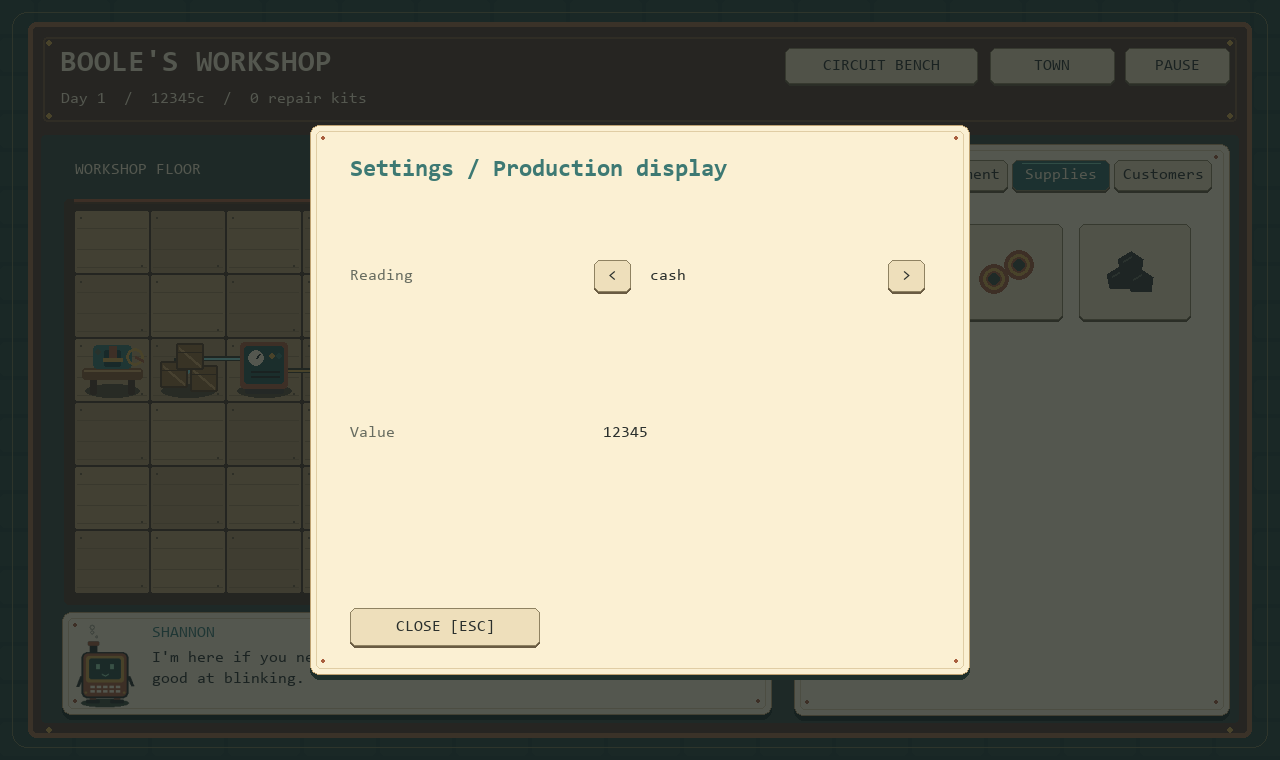 BOOLE'S WORKSHOP
CIRCUIT BENCH
TOWN
PAUSE
Day 1 / 12345c / 0 repair kits
WORKSHOP FLOOR
Supplies
Customers
Settings / Production display
Reading
<
cash
>
Value
12345
CLOSE [ESC]
SHANNON
I'm here if you
good at blinking.